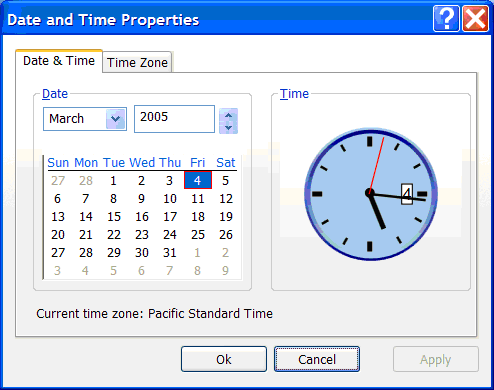 Date and Time Properties
Date & Time
Time Zone
Date
Time
March
2005
Sun Mon Tue Wed Thu Fri Sat
27 28 1 2 3 4 5
6 7 8 9 10 11 12
13 14 15 16 17 18 19
20 21 22 23 24 25 26
27 28 29 30 31 1 2
3 4 5 6 7 8 9
4
Current time zone: Pacific Standard Time
Ok
Cancel
Apply